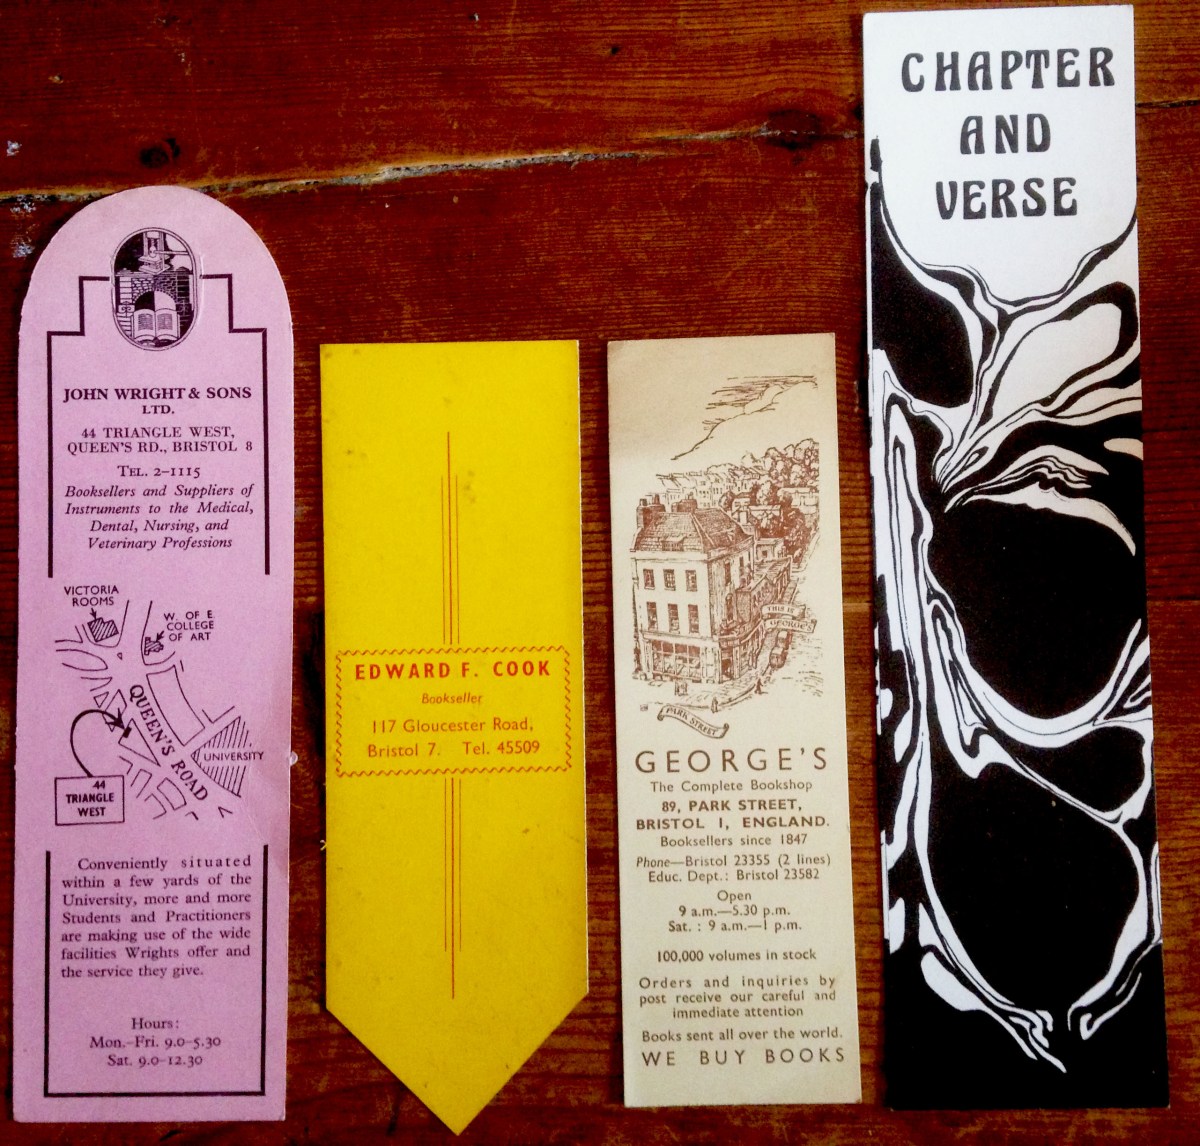 JOHN WRIGHT & SONS
LTD.
44 TRIANGLE WEST,
QUEEN'S RD., BRISTOL 8
TEL. 2-1115
Booksellers and Suppliers of
Instruments to the Medical,
Dental, Nursing, and
Veterinary Professions
VICTORIA
ROOMS
W. OF E.
COLLEGE
OF ART
QUEEN'S ROAD
UNIVERSITY
44
TRIANGLE
WEST
Conveniently situated
within a few yards of the
University, more and more
Students and Practitioners
are making use of the wide
facilities Wrights offer and
the service they give.
Hours:
Mon.-Fri. 9.0-5.30
Sat. 9.0-12.30
EDWARD F. COOK
Bookseller
117 Gloucester Road,
Bristol 7. Tel. 45509
THIS IS
GEORGE'S
PARK STREET
GEORGE'S
The Complete Bookshop
89, PARK STREET,
BRISTOL 1, ENGLAND.
Booksellers since 1847
Phone—Bristol 23355 (2 lines)
Educ. Dept.: Bristol 23582
Open
9 a.m.—5.30 p.m.
Sat. : 9 a.m.—1 p.m.
100,000 volumes in stock
Orders and inquiries by
post receive our careful and
immediate attention
Books sent all over the world.
WE BUY BOOKS
CHAPTER
AND
VERSE